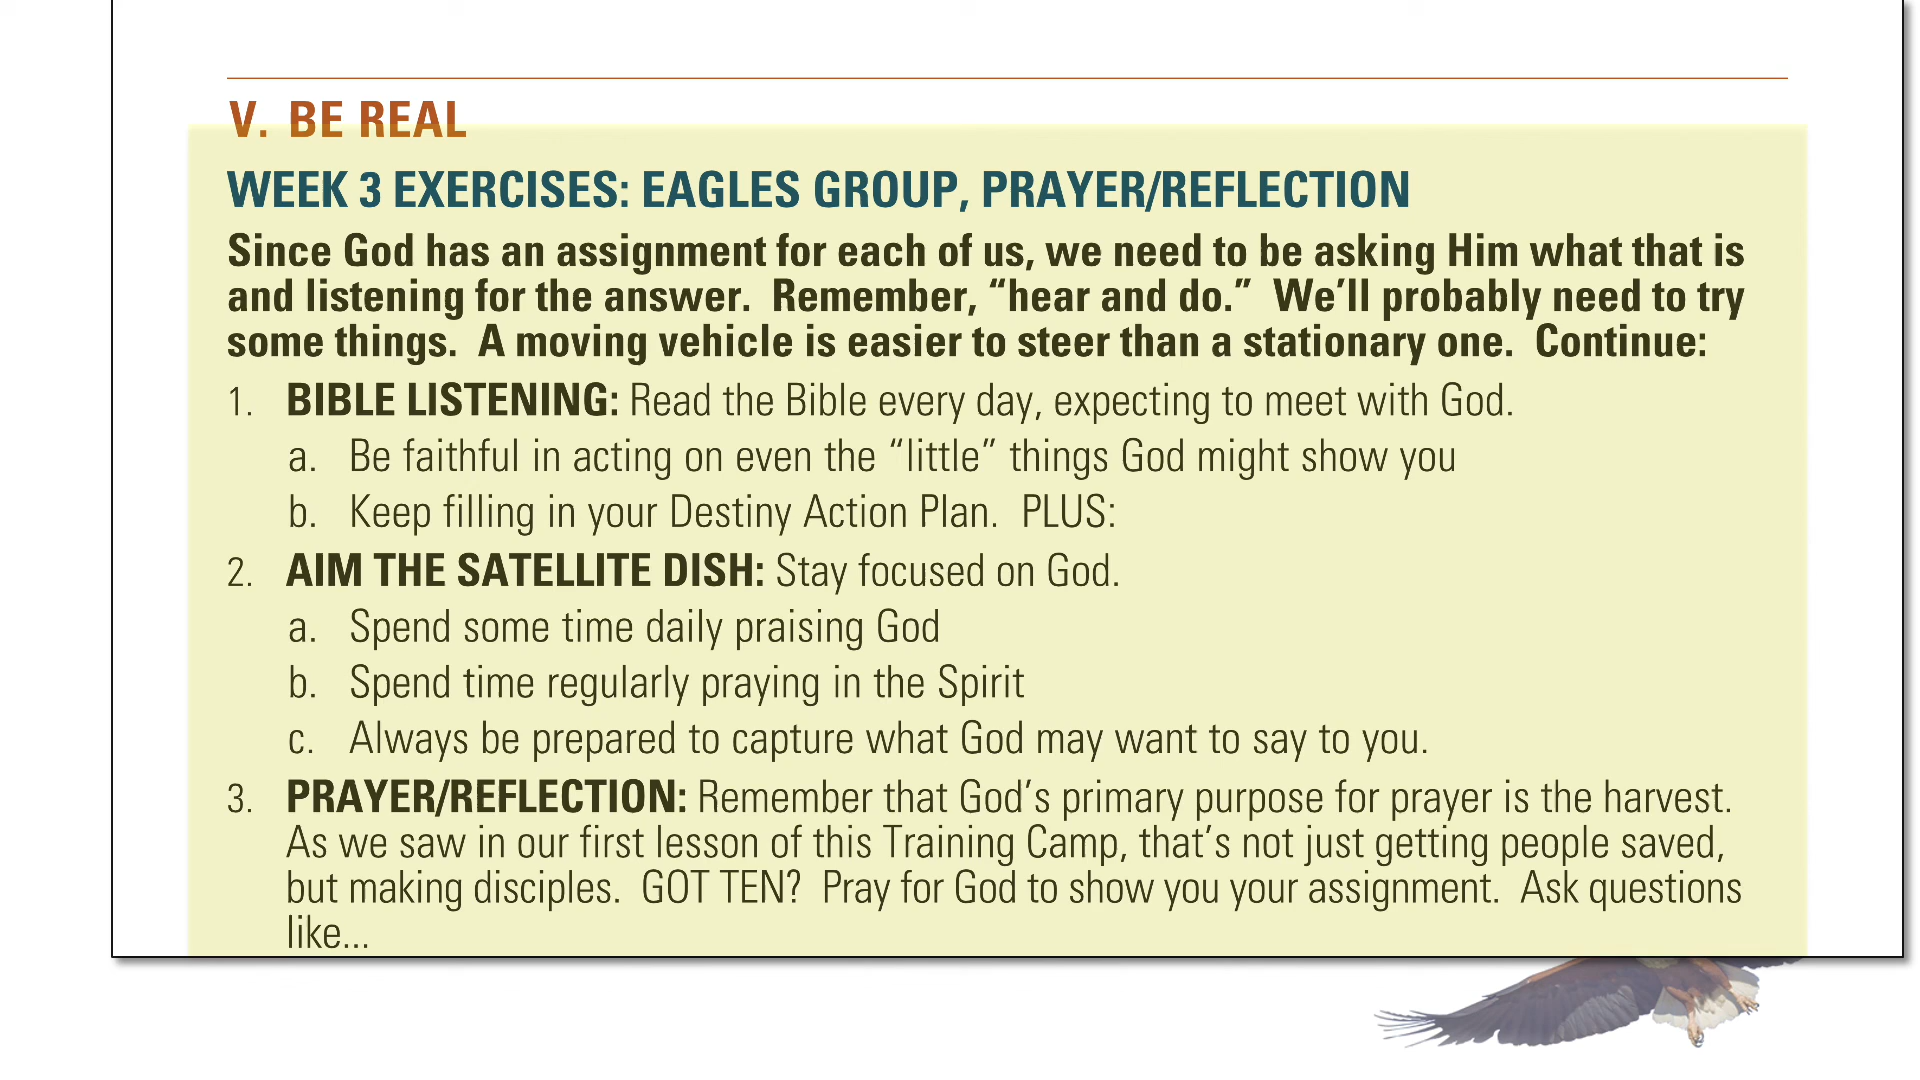 V. BE REAL
WEEK 3 EXERCISES: EAGLES GROUP, PRAYER/REFLECTION
Since God has an assignment for each of us, we need to be asking Him what that is
and listening for the answer.  Remember, “hear and do.”  We’ll probably need to try
some things.  A moving vehicle is easier to steer than a stationary one.  Continue:
1. BIBLE LISTENING: Read the Bible every day, expecting to meet with God.
a. Be faithful in acting on even the “little” things God might show you
b. Keep filling in your Destiny Action Plan.  PLUS:
2. AIM THE SATELLITE DISH: Stay focused on God.
a. Spend some time daily praising God
b. Spend time regularly praying in the Spirit
c. Always be prepared to capture what God may want to say to you.
3. PRAYER/REFLECTION: Remember that God’s primary purpose for prayer is the harvest.
As we saw in our first lesson of this Training Camp, that’s not just getting people saved,
but making disciples.  GOT TEN?  Pray for God to show you your assignment.  Ask questions
like...